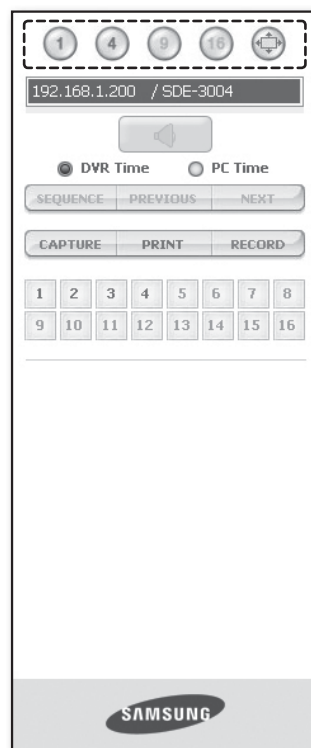 1 4 9 16
192.168.1.200 / SDE-3004
DVR Time PC Time
SEQUENCE PREVIOUS NEXT
CAPTURE PRINT RECORD
1 2 3 4 5 6 7 8
9 10 11 12 13 14 15 16
SAMSUNG